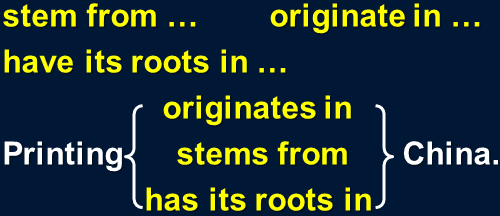 stem from … originate in …
have its roots in …
originates in
Printing stems from China.
has its roots in